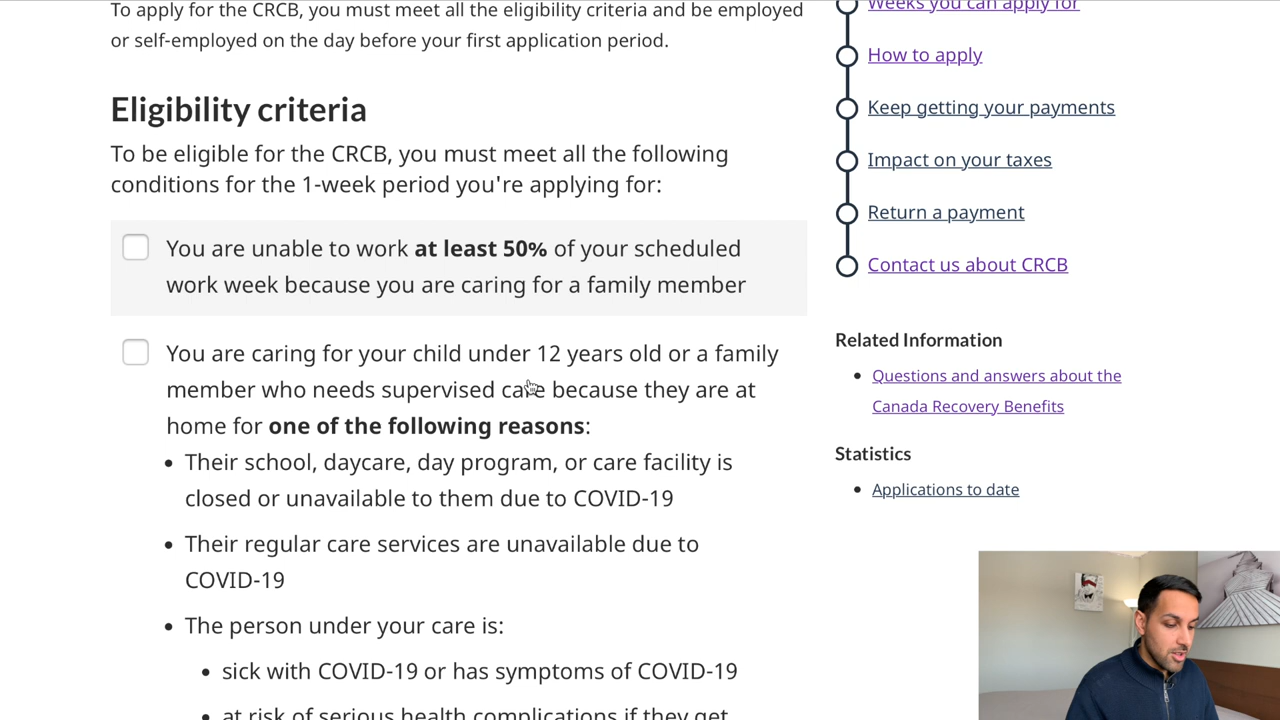 To apply for the CRCB, you must meet all the eligibility criteria and be employed
or self-employed on the day before your first application period.
Eligibility criteria
To be eligible for the CRCB, you must meet all the following
conditions for the 1-week period you're applying for:
You are unable to work at least 50% of your scheduled
work week because you are caring for a family member
You are caring for your child under 12 years old or a family
member who needs supervised care because they are at
home for one of the following reasons:
• Their school, daycare, day program, or care facility is
closed or unavailable to them due to COVID-19
• Their regular care services are unavailable due to
COVID-19
• The person under your care is:
• sick with COVID-19 or has symptoms of COVID-19
• at risk of serious health complications if they get
Weeks you can apply for
How to apply
Keep getting your payments
Impact on your taxes
Return a payment
Contact us about CRCB
Related Information
• Questions and answers about the
Canada Recovery Benefits
Statistics
• Applications to date